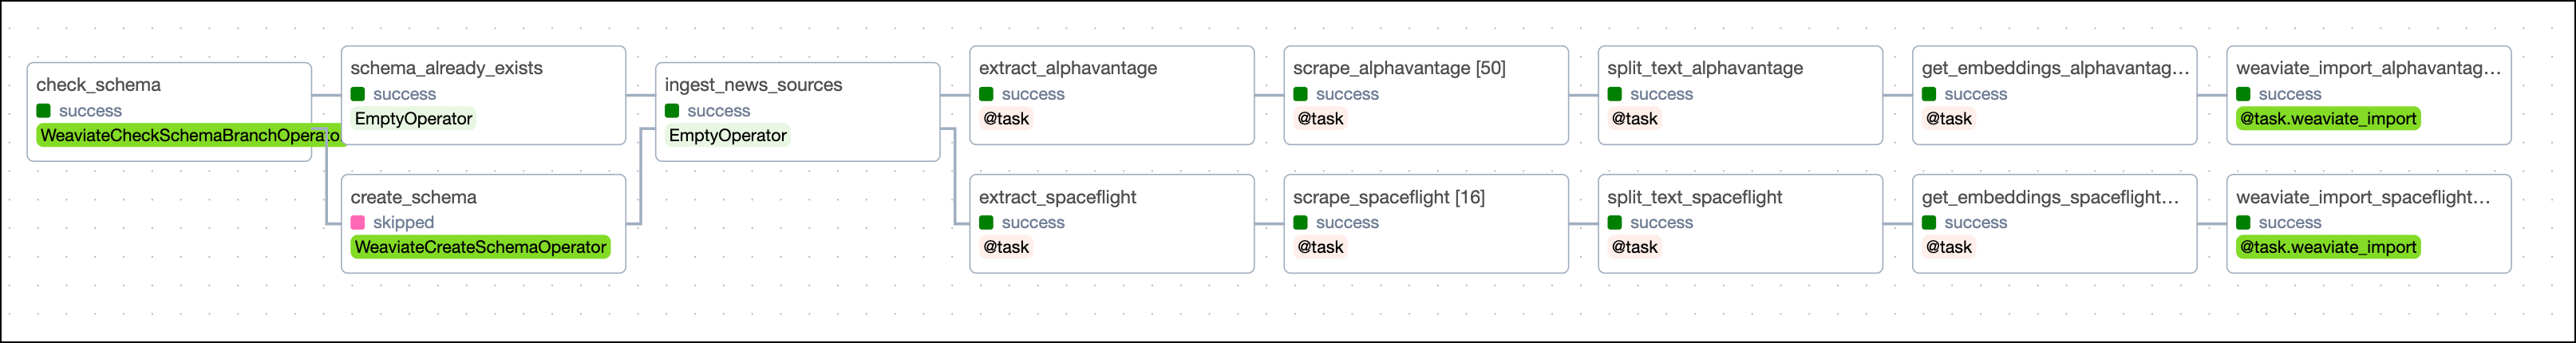 check_schema
success
WeaviateCheckSchemaBranchOperato
schema_already_exists
success
EmptyOperator
create_schema
skipped
WeaviateCreateSchemaOperator
ingest_news_sources
success
EmptyOperator
extract_alphavantage
success
@task
scrape_alphavantage [50]
success
@task
split_text_alphavantage
success
@task
get_embeddings_alphavantag...
success
@task
weaviate_import_alphavantag...
success
@task.weaviate_import
extract_spaceflight
success
@task
scrape_spaceflight [16]
success
@task
split_text_spaceflight
success
@task
get_embeddings_spaceflight...
success
@task
weaviate_import_spaceflight...
success
@task.weaviate_import